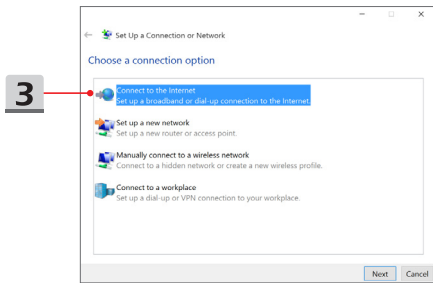 Set Up a Connection or Network
Choose a connection option
3
Connect to the Internet
Set up a broadband or dial-up connection to the Internet.
Set up a new network
Set up a new router or access point.
Manually connect to a wireless network
Connect to a hidden network or create a new wireless profile.
Connect to a workplace
Set up a dial-up or VPN connection to your workplace.
Next Cancel